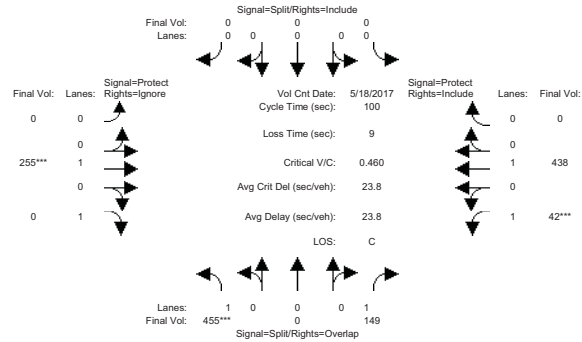 Signal=Split/Rights=Include
Final Vol: 0 0 0
Lanes: 0 0 0 0 0
Signal=Protect
Final Vol: Lanes: Rights=Ignore
Vol Cnt Date: 5/18/2017
Signal=Protect
Rights=Include Lanes: Final Vol:
Cycle Time (sec): 100
0 0
0 0
Loss Time (sec): 9
0
0
255*** 1
Critical V/C: 0.460
1 438
0
Avg Crit Del (sec/veh): 23.8
0
0 1
Avg Delay (sec/veh): 23.8
1 42***
LOS: C
Lanes: 1 0 0 0 1
Final Vol: 455*** 0 149
Signal=Split/Rights=Overlap